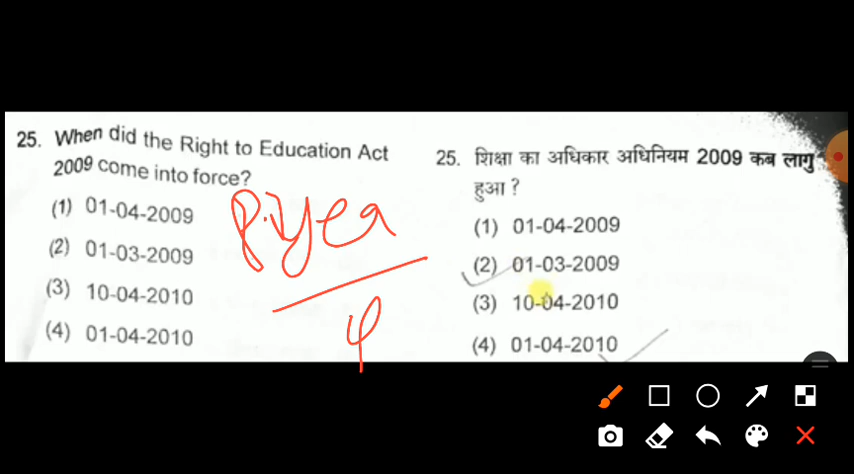 25. When did the Right to Education Act
2009 come into force?
(1) 01-04-2009
(2) 01-03-2009
(3) 10-04-2010
(4) 01-04-2010
P.yea
4
25. शिक्षा का अधिकार अधिनियम 2009 कब लागु
हुआ ?
(1) 01-04-2009
(2) 01-03-2009
(3) 10-04-2010
(4) 01-04-2010